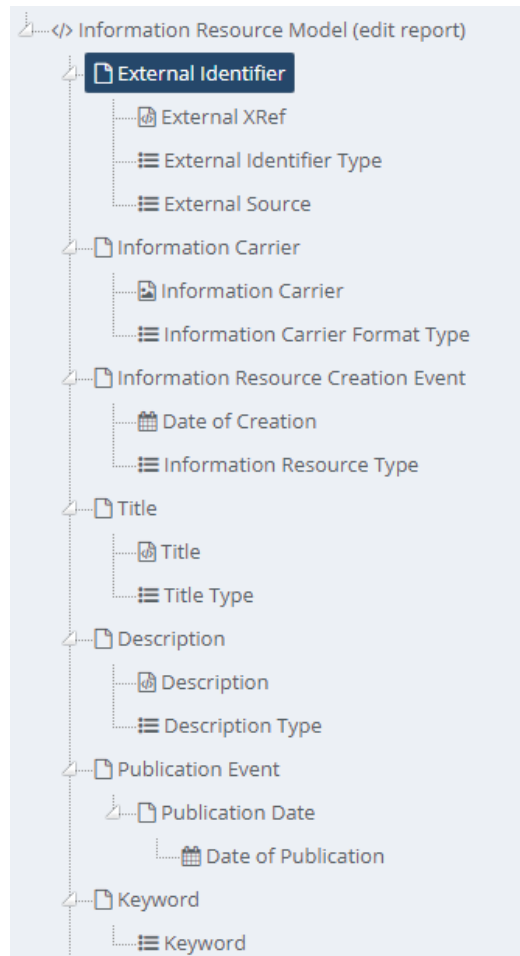 </> Information Resource Model (edit report)
External Identifier
External XRef
External Identifier Type
External Source
Information Carrier
Information Carrier
Information Carrier Format Type
Information Resource Creation Event
Date of Creation
Information Resource Type
Title
Title
Title Type
Description
Description
Description Type
Publication Event
Publication Date
Date of Publication
Keyword
Keyword